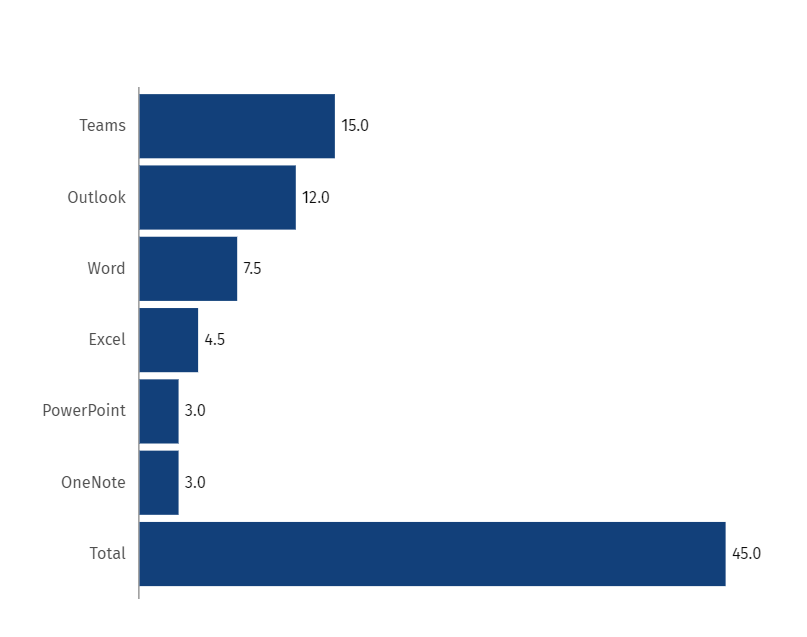 Teams 15.0
Outlook 12.0
Word 7.5
Excel 4.5
PowerPoint 3.0
OneNote 3.0
Total 45.0